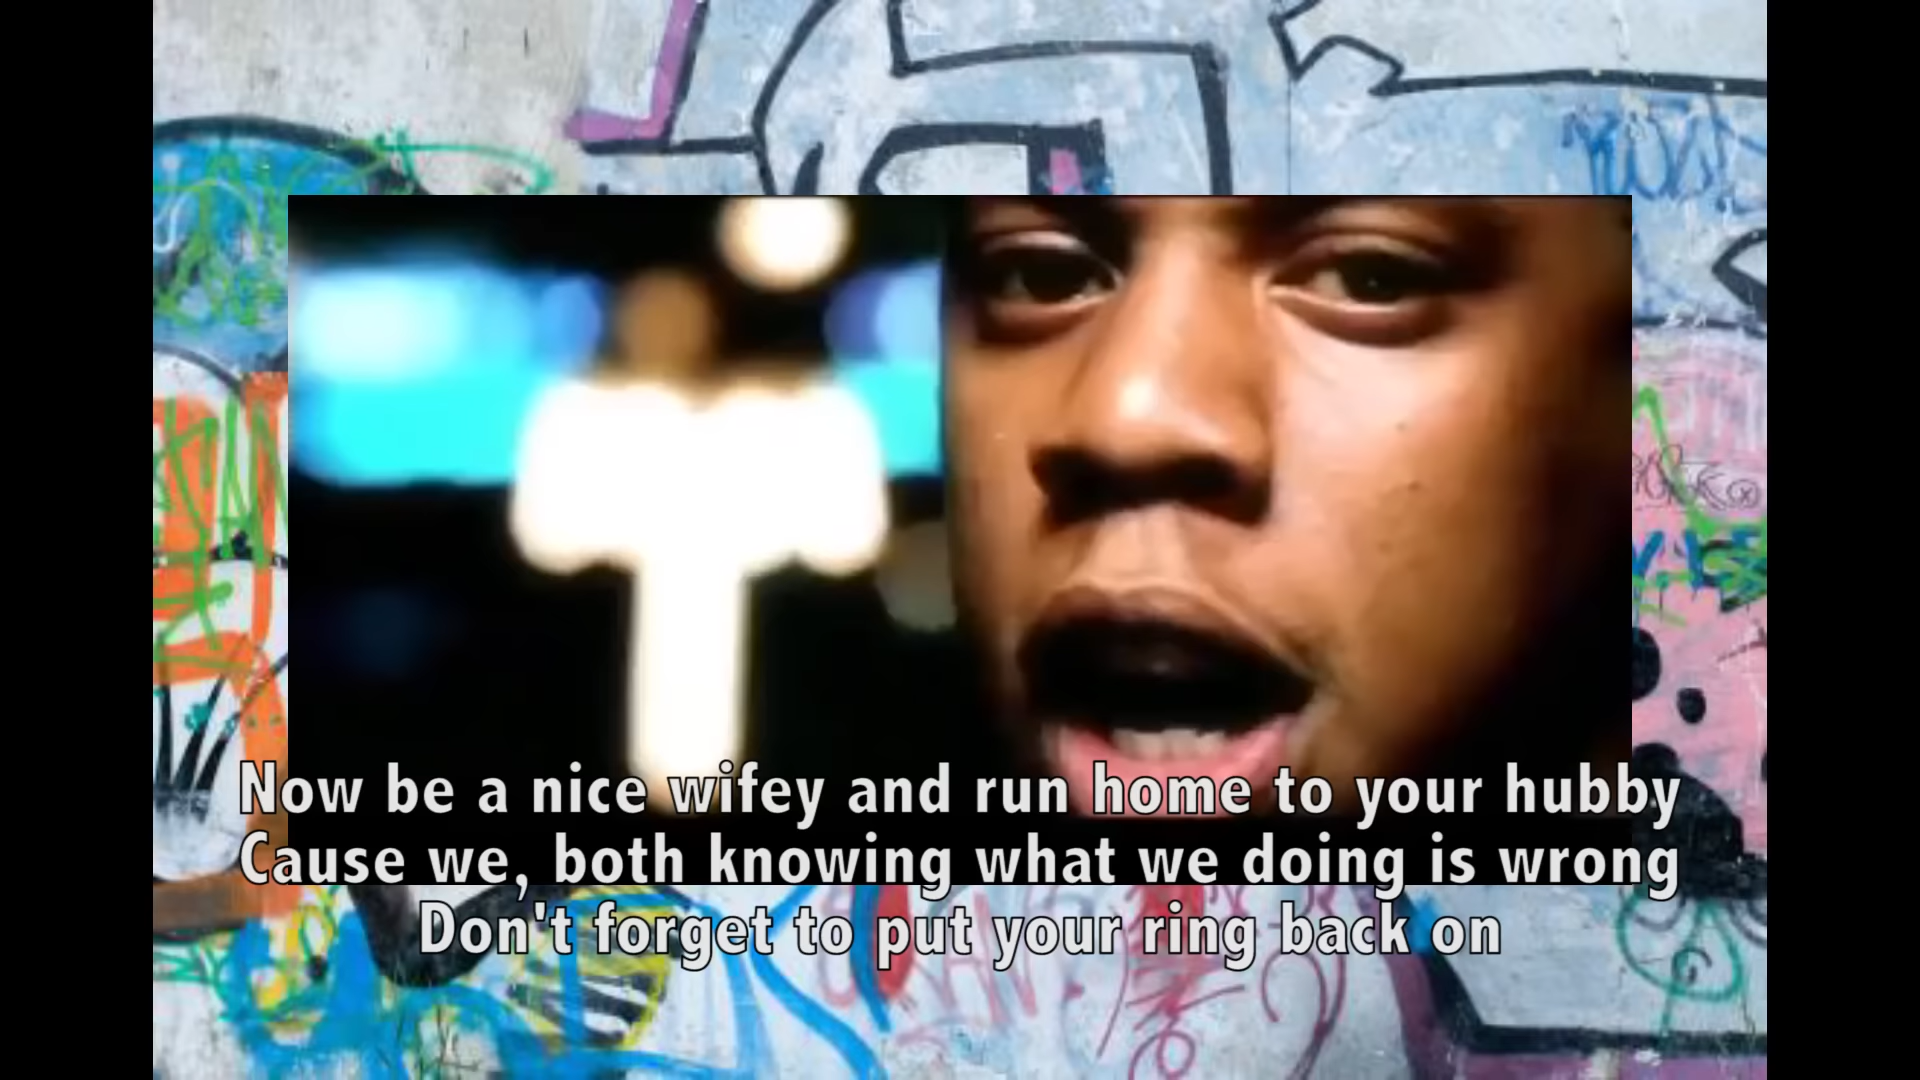 Now be a nice wifey and run home to your hubby
Cause we, both knowing what we doing is wrong
Don't forget to put your ring back on